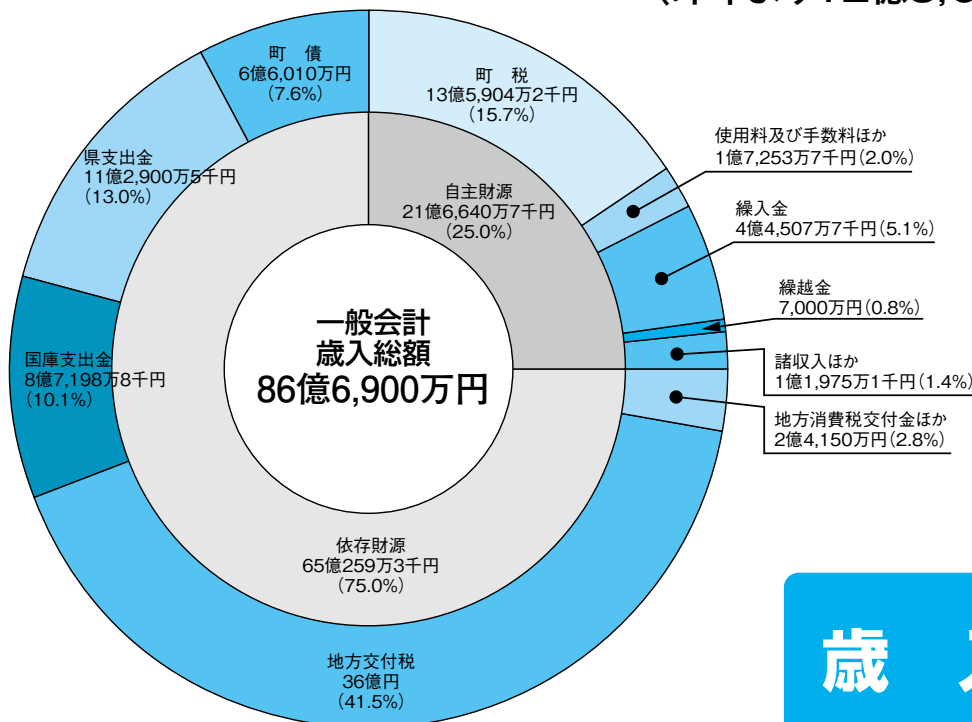 町 債
6億6,010万円
(7.6%)
町 税
13億5,904万2千円
(15.7%)
使用料及び手数料ほか
1億7,253万7千円(2.0%)
県支出金
11億2,900万5千円
(13.0%)
自主財源
21億6,640万7千円
(25.0%)
繰入金
4億4,507万7千円(5.1%)
繰越金
7,000万円(0.8%)
一般会計
歳入総額
86億6,900万円
国庫支出金
8億7,198万8千円
(10.1%)
諸収入ほか
1億1,975万1千円(1.4%)
地方消費税交付金ほか
2億4,150万円(2.8%)
依存財源
65億259万3千円
(75.0%)
地方交付税
36億円
(41.5%)
歳